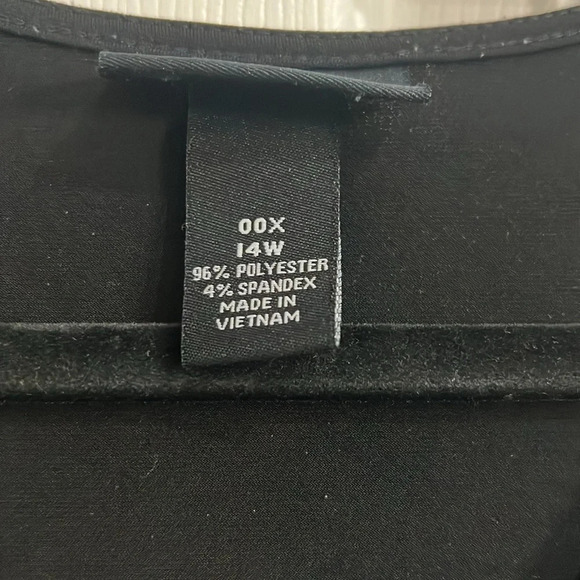 00X
14W
96% POLYESTER
4% SPANDEX
MADE IN
VIETNAM